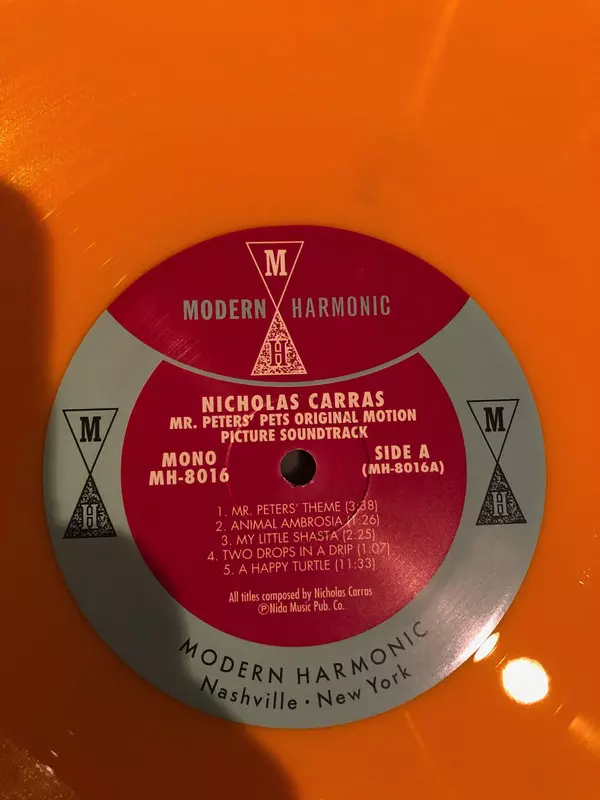 M
MODERN HARMONIC
H
NICHOLAS CARRAS
MR. PETERS' PETS ORIGINAL MOTION
PICTURE SOUNDTRACK
MONO
MH-8016
SIDE A
(MH-8016A)
M
H
M
H
1. MR. PETERS' THEME (3:38)
2. ANIMAL AMBROSIA (1:26)
3. MY LITTLE SHASTA (2:25)
4. TWO DROPS IN A DRIP (1:07)
5. A HAPPY TURTLE (11:33)
All titles composed by Nicholas Carras
ⓅNida Music Pub. Co.
MODERN HARMONIC
Nashville • New York